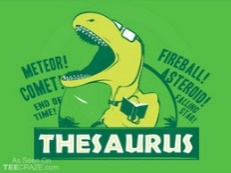 METEOR!
COMET!
END OF
TIME!
FIREBALL!
ASTEROID!
FALLING
STAR!
THESAURUS
As Seen On
TEECRAZE.COM